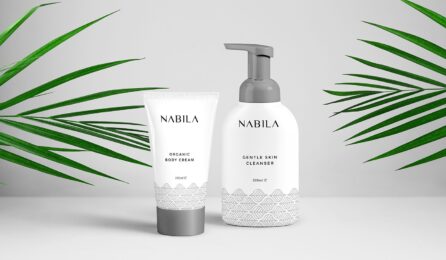 NABILA
ORGANIC
BODY CREAM
NABILA
GENTLE SKIN
CLEANSER